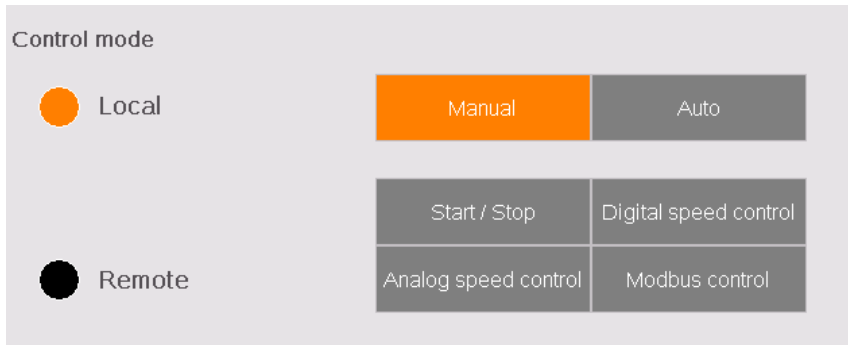 Control mode
Local
Manual
Auto
Start / Stop
Digital speed control
Remote
Analog speed control
Modbus control